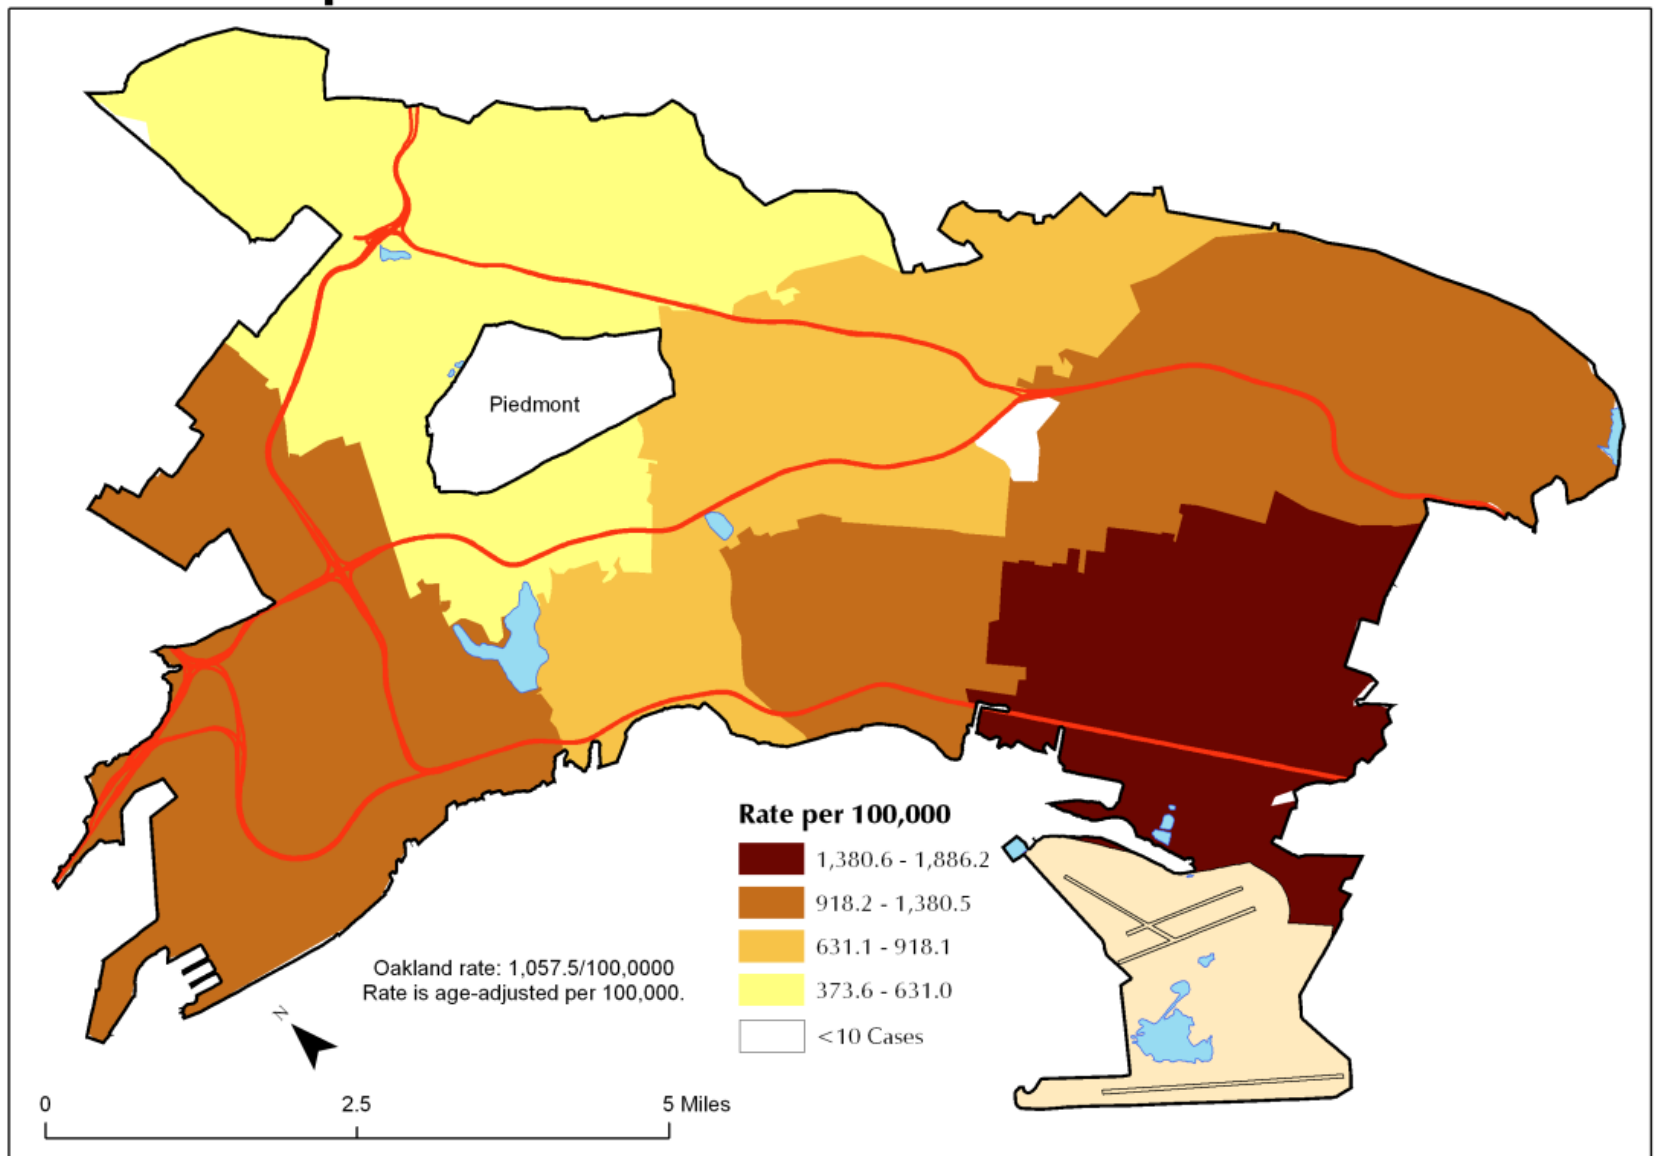 Piedmont
Rate per 100,000
1,380.6 - 1,886.2
918.2 - 1,380.5
631.1 - 918.1
373.6 - 631.0
<10 Cases
Oakland rate: 1,057.5/100,0000
Rate is age-adjusted per 100,000.
N
0 2.5 5 Miles